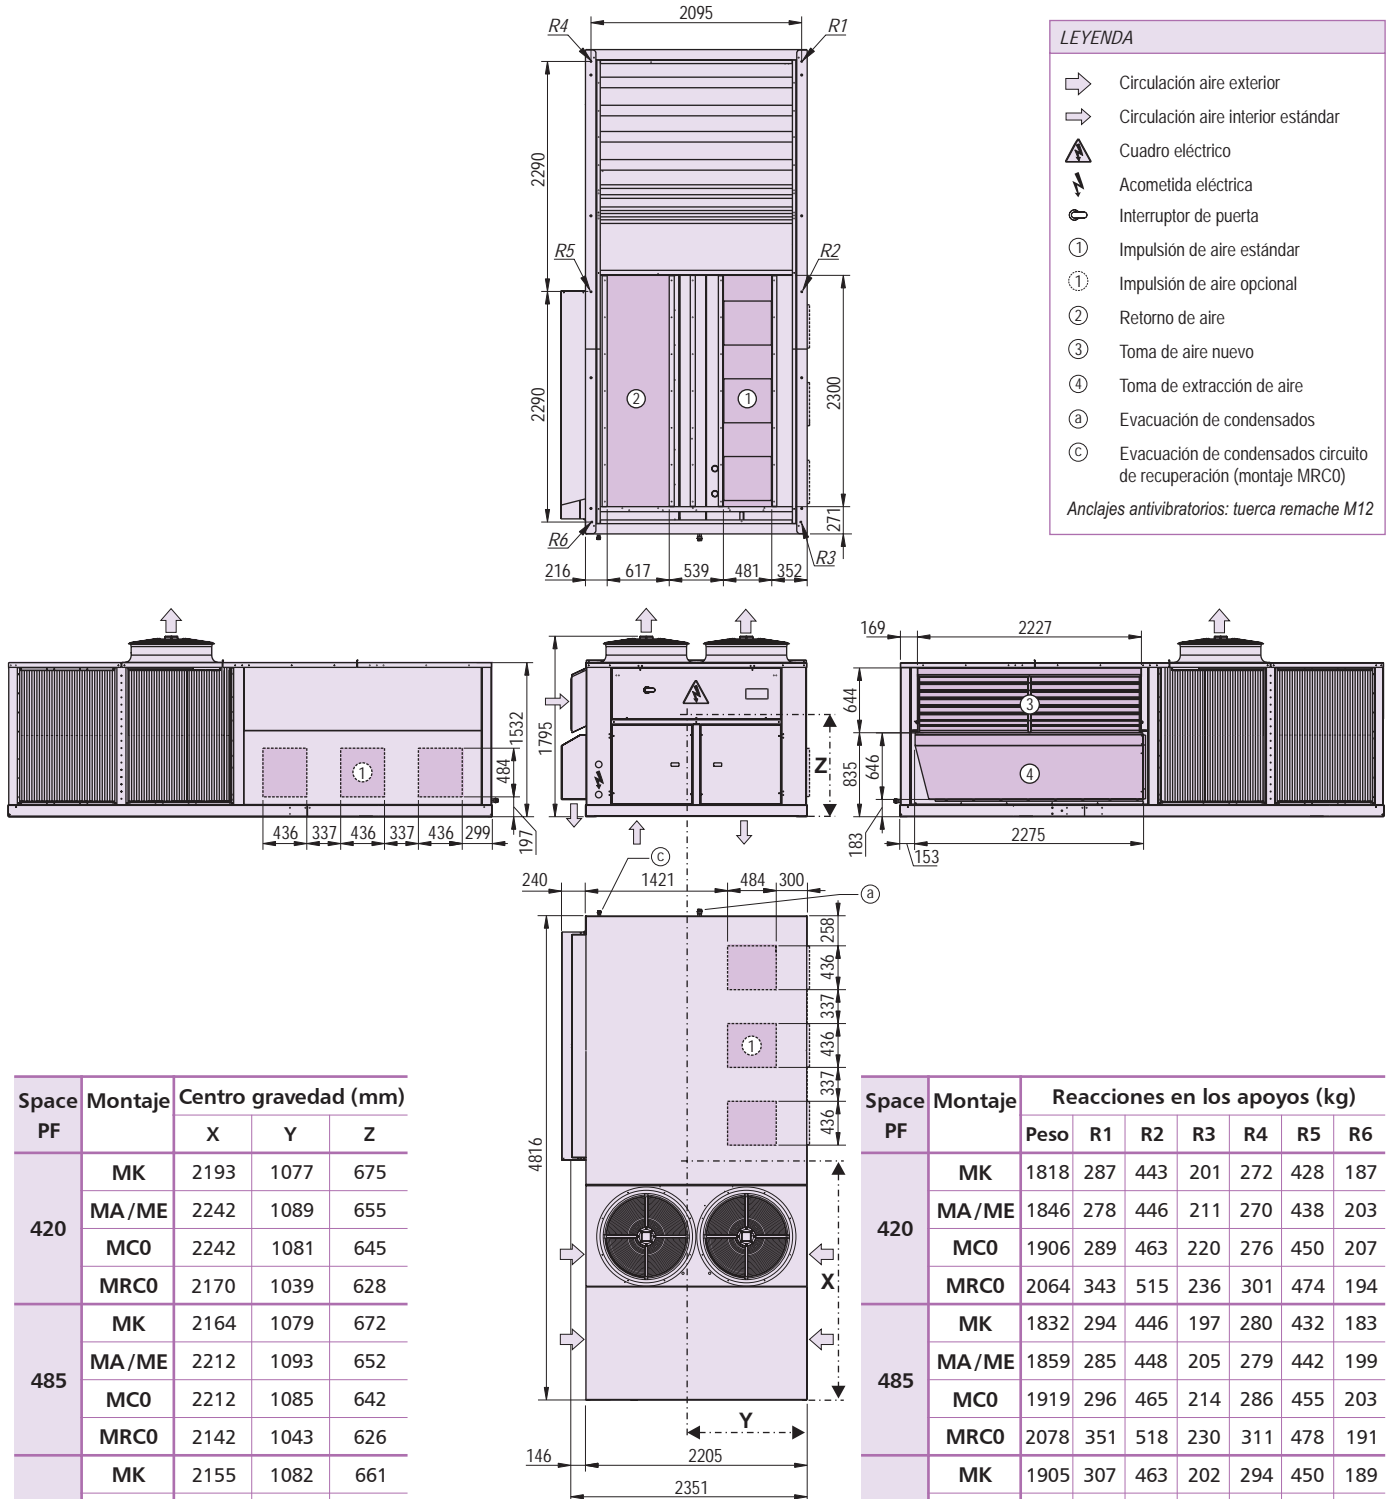 2095
R4
R1
2290
R5
R2
2290
2
1
2300
271
R6
R3
216
617
539
481
352
LEYENDA
Circulación aire exterior
Circulación aire interior estándar
Cuadro eléctrico
Acometida eléctrica
Interruptor de puerta
1 Impulsión de aire estándar
1 Impulsión de aire opcional
2 Retorno de aire
3 Toma de aire nuevo
4 Toma de extracción de aire
a Evacuación de condensados
c Evacuación de condensados circuito
de recuperación (montaje MRC0)
Anclajes antivibratorios: tuerca remache M12
1
1532
484
197
436 337 436 337 436 299
1795
Z
169
2227
3
4
644
835
646
183
153
2275
c
a
240
1421
484
300
258
436
337
436
337
436
1
4816
X
Y
146
2205
2351
Space PF Montaje Centro gravedad (mm)
X Y Z
420
MK 2193 1077 675
MA/ME 2242 1089 655
MC0 2242 1081 645
MRC0 2170 1039 628
485
MK 2164 1079 672
MA/ME 2212 1093 652
MC0 2212 1085 642
MRC0 2142 1043 626
MK 2155 1082 661
Space PF Montaje Reacciones en los apoyos (kg)
Peso R1 R2 R3 R4 R5 R6
420
MK 1818 287 443 201 272 428 187
MA/ME 1846 278 446 211 270 438 203
MC0 1906 289 463 220 276 450 207
MRC0 2064 343 515 236 301 474 194
485
MK 1832 294 446 197 280 432 183
MA/ME 1859 285 448 205 279 442 199
MC0 1919 296 465 214 286 455 203
MRC0 2078 351 518 230 311 478 191
MK 1905 307 463 202 294 450 189